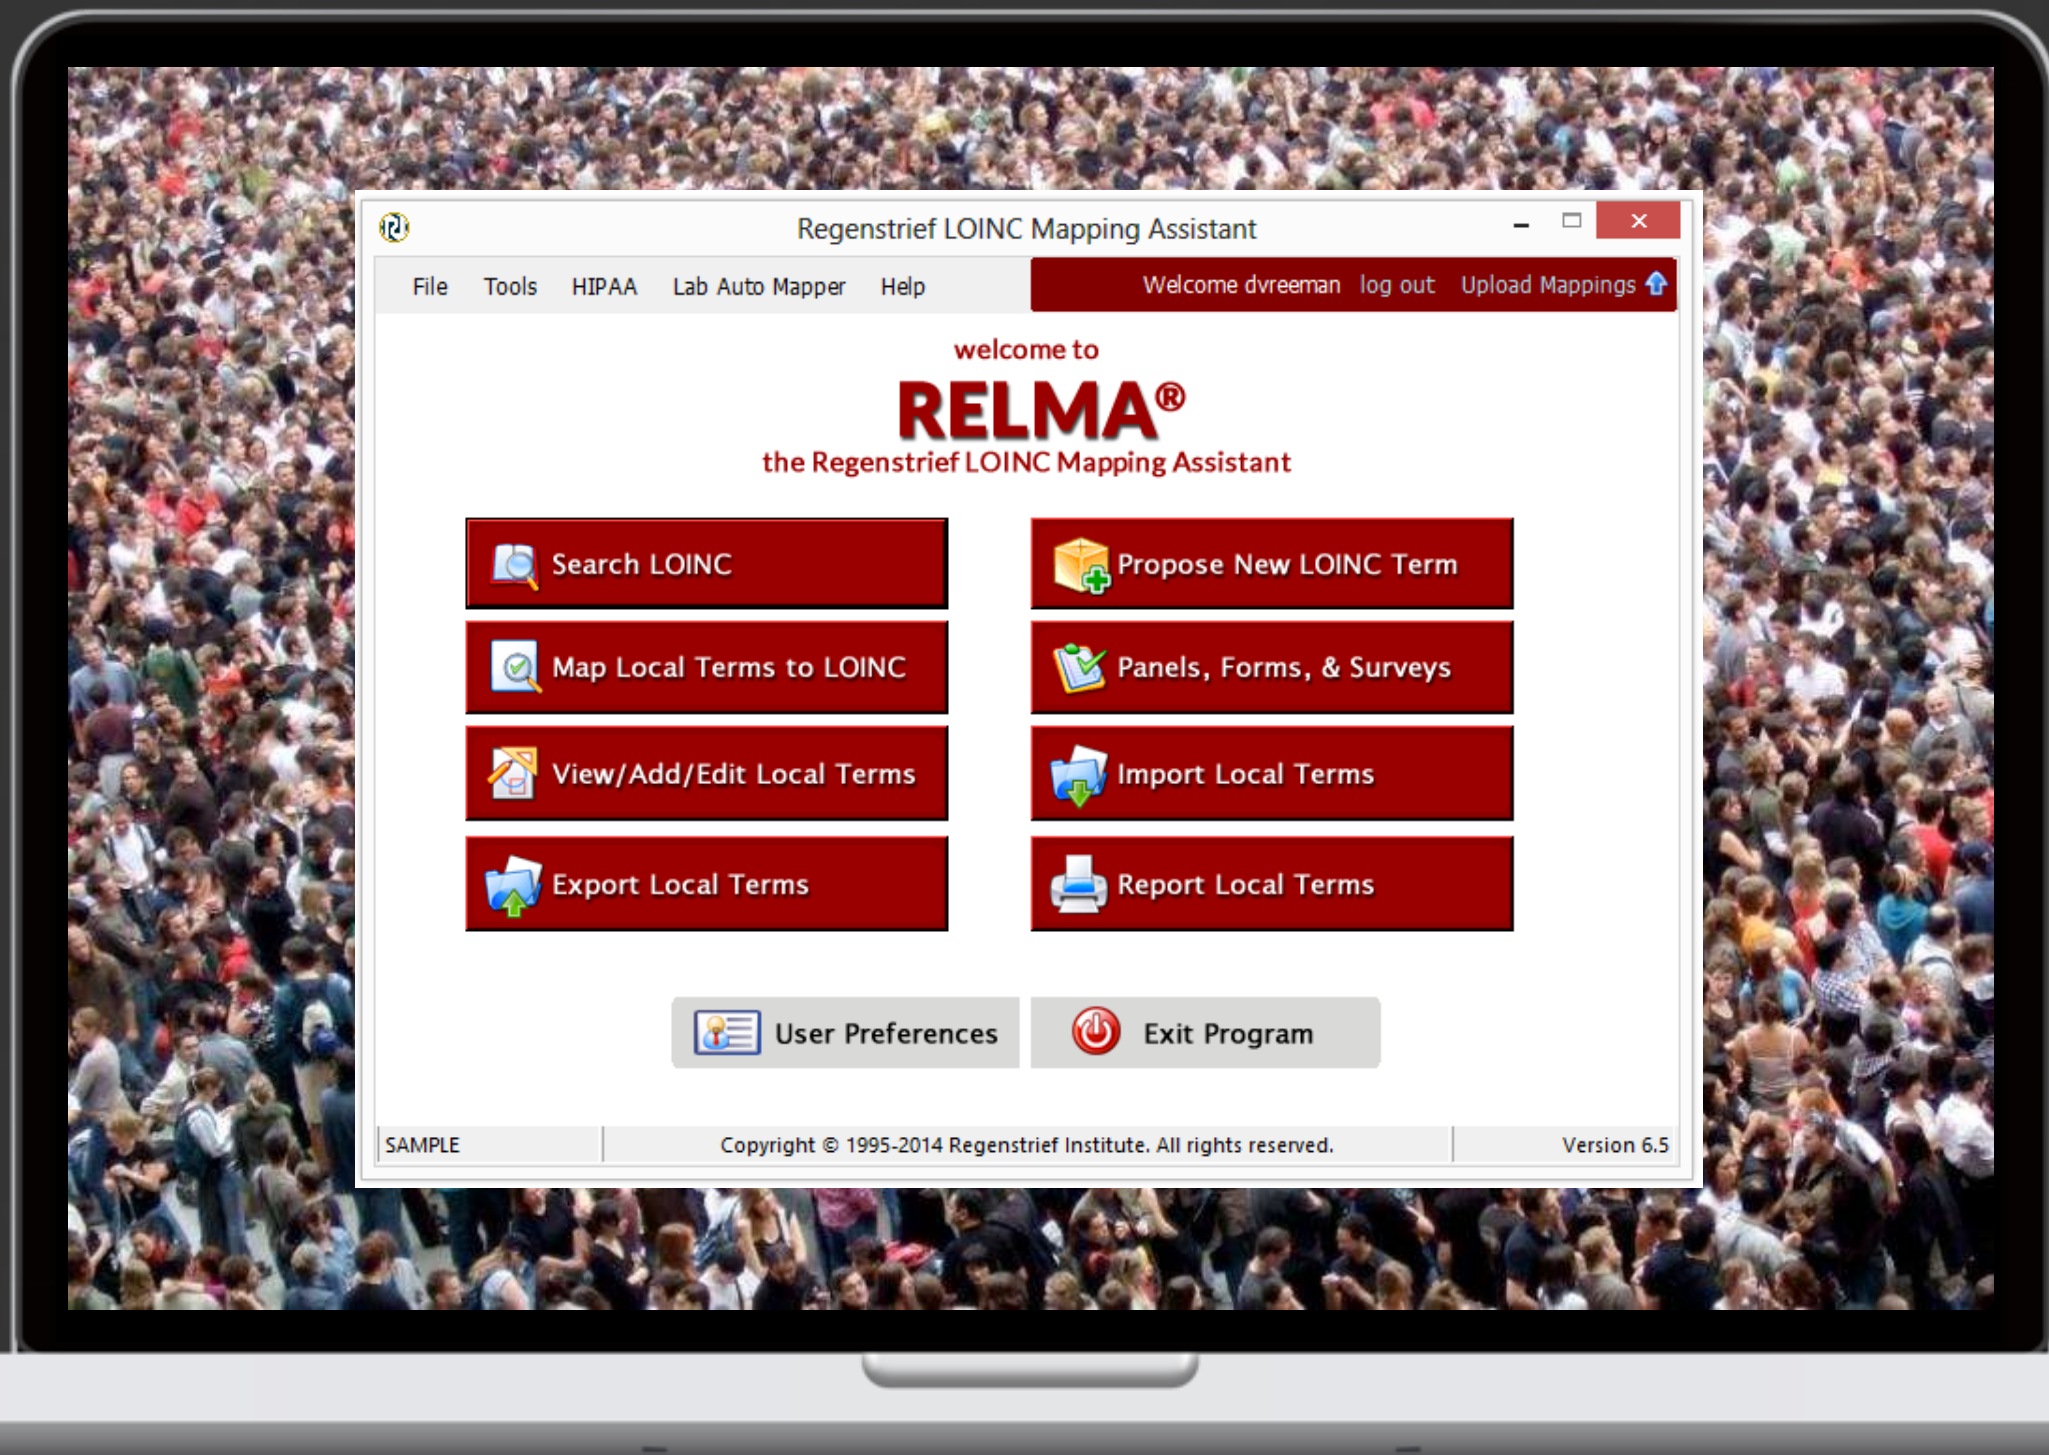 Regenstrief LOINC Mapping Assistant
File Tools HIPAA Lab Auto Mapper Help Welcome dvreeman log out Upload Mappings
welcome to
RELMA®
the Regenstrief LOINC Mapping Assistant
Search LOINC
Propose New LOINC Term
Map Local Terms to LOINC
Panels, Forms, & Surveys
View/Add/Edit Local Terms
Import Local Terms
Export Local Terms
Report Local Terms
User Preferences
Exit Program
SAMPLE Copyright © 1995-2014 Regenstrief Institute. All rights reserved. Version 6.5